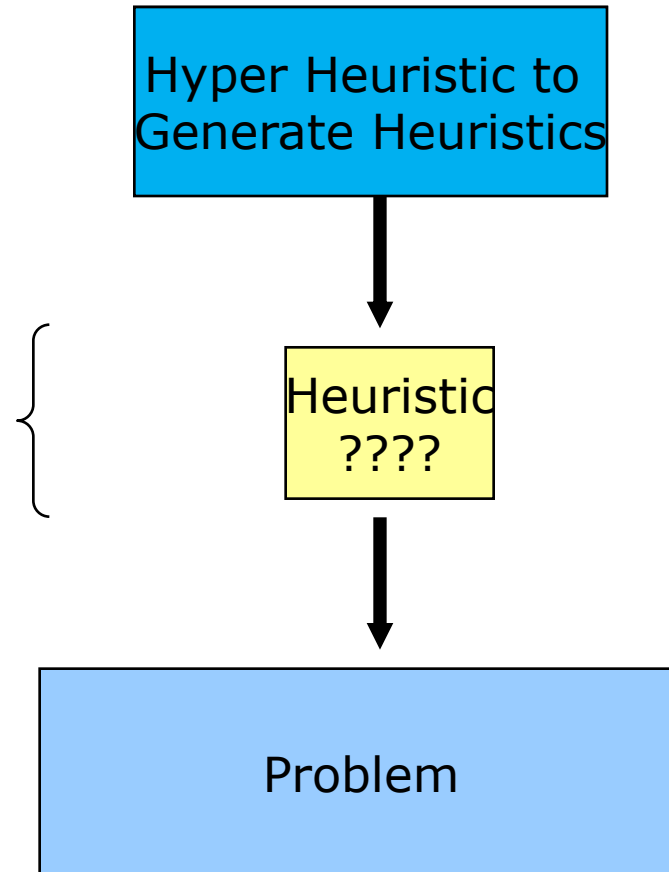 Hyper Heuristic to
Generate Heuristics
Heuristic
????
Problem